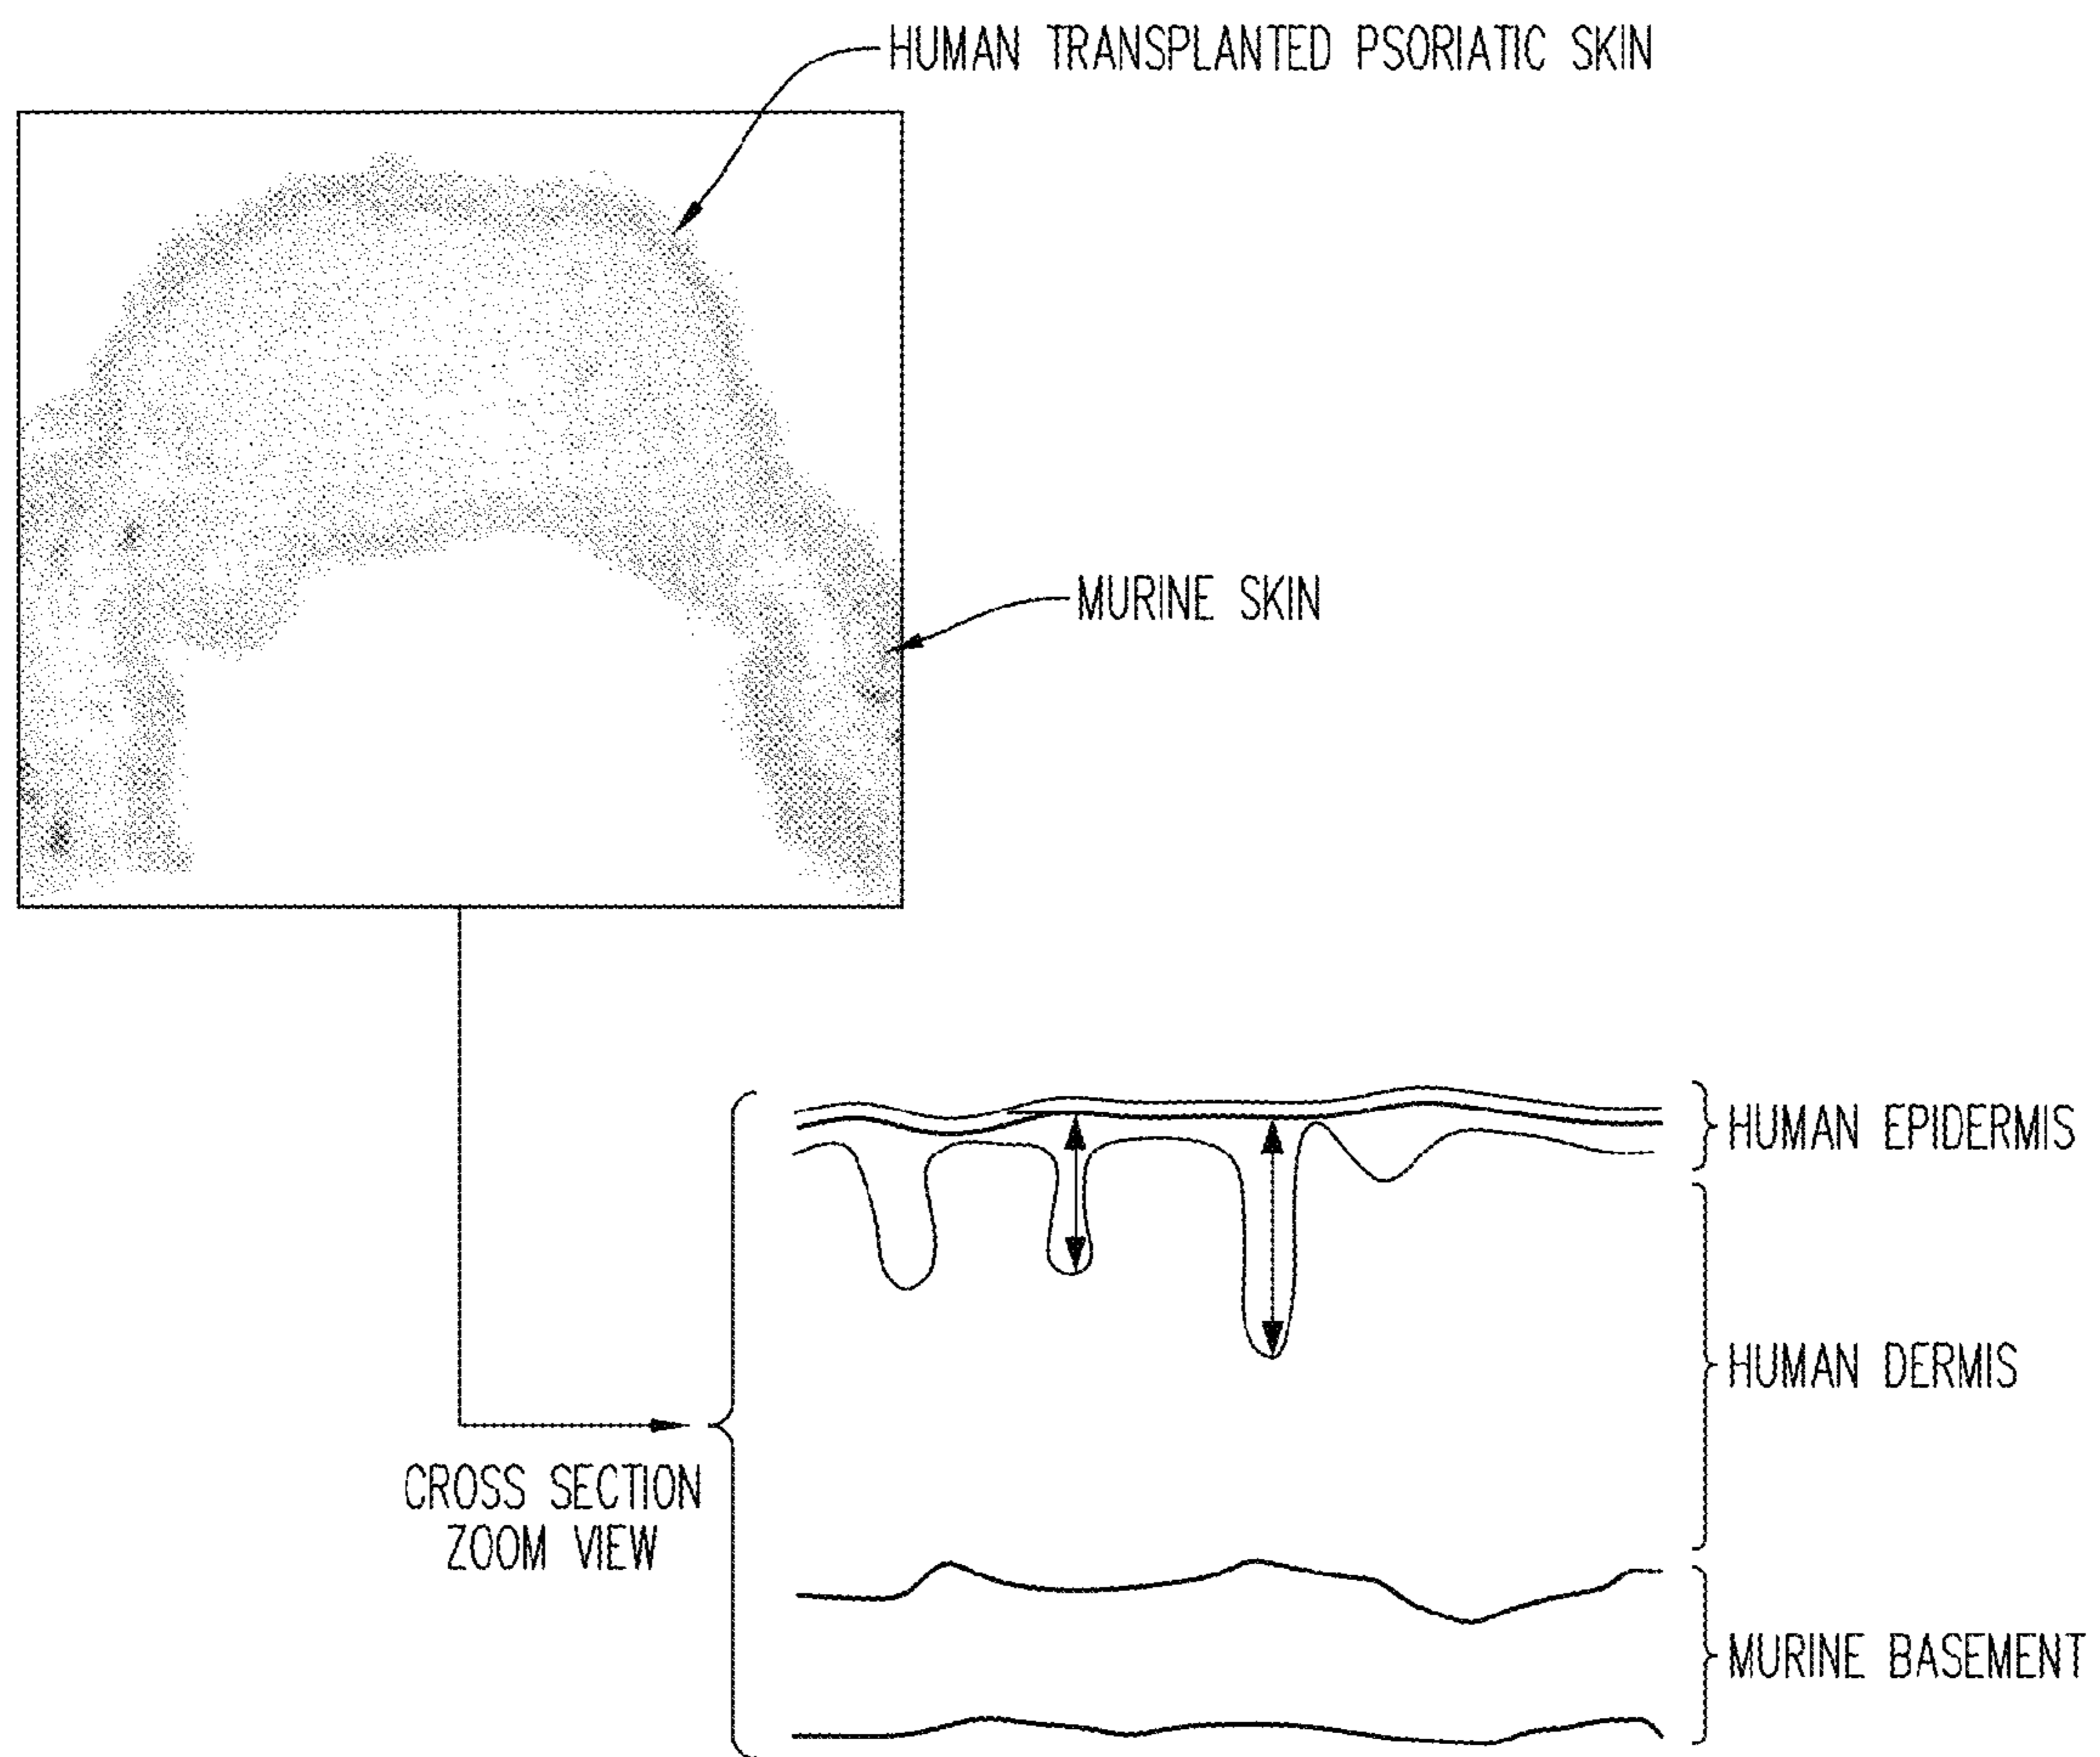 HUMAN TRANSPLANTED PSORIATIC SKIN
MURINE SKIN
HUMAN EPIDERMIS
HUMAN DERMIS
CROSS SECTION
ZOOM VIEW
MURINE BASEMENT